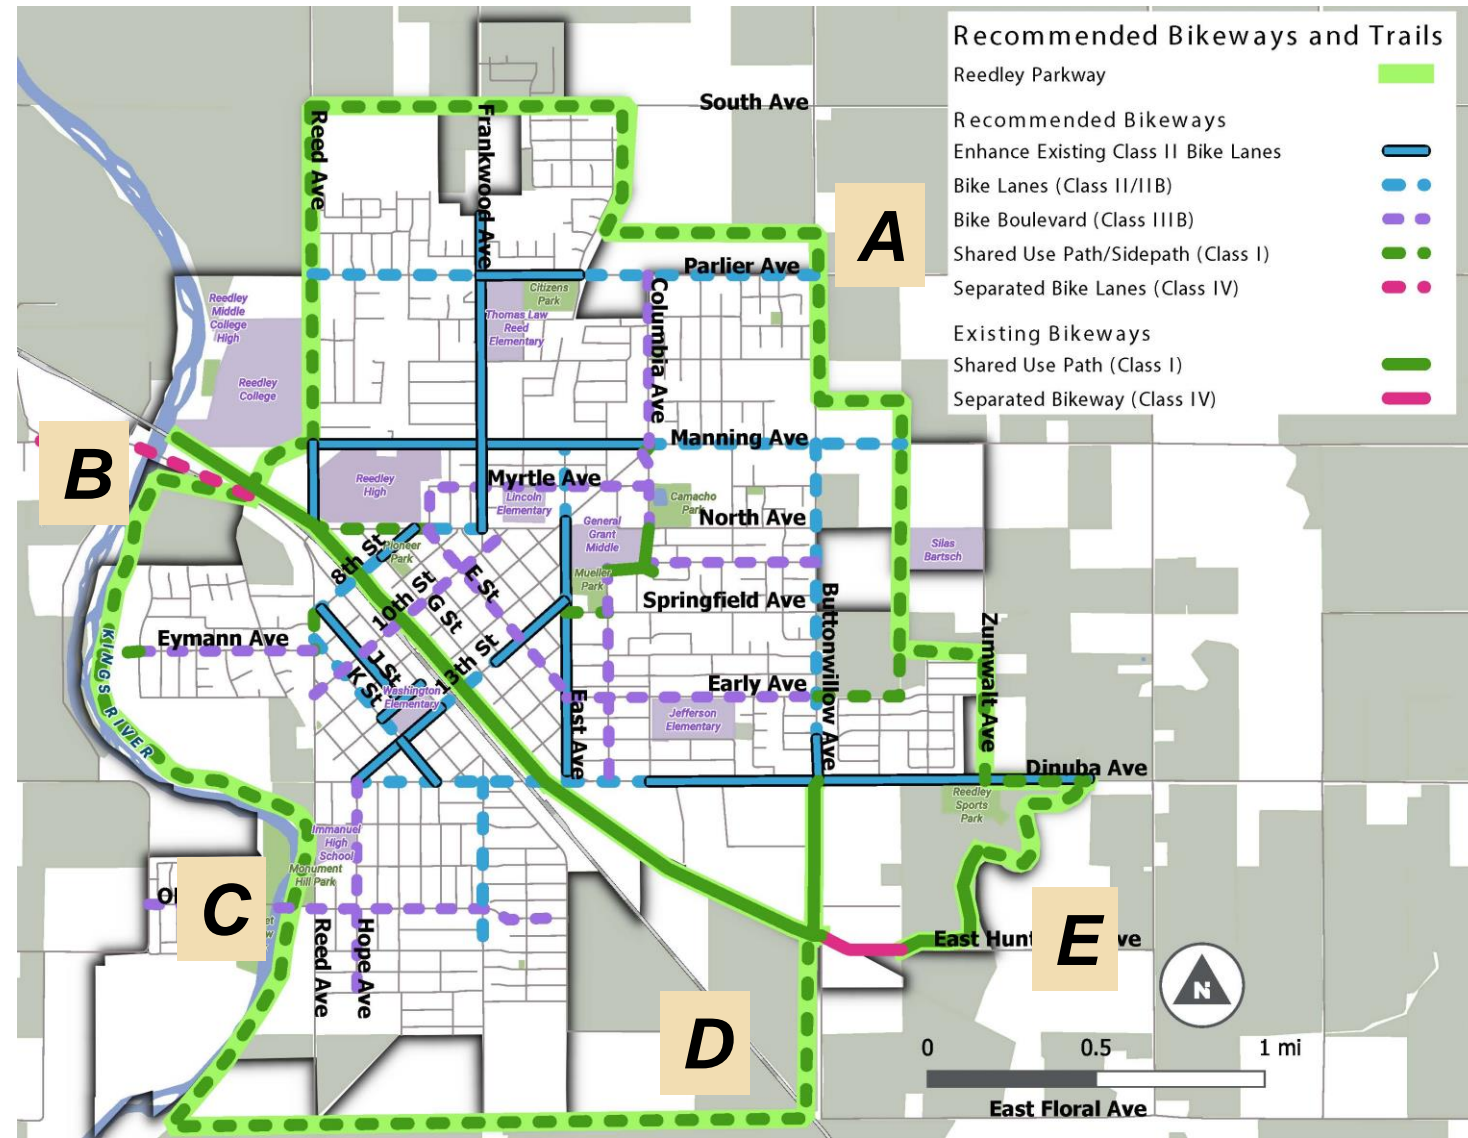 Recommended Bikeways and Trails
Reedley Parkway
Recommended Bikeways
Enhance Existing Class II Bike Lanes
Bike Lanes (Class II/IIB)
Bike Boulevard (Class IIIB)
Shared Use Path/Sidepath (Class I)
Separated Bike Lanes (Class IV)
Existing Bikeways
Shared Use Path (Class I)
Separated Bikeway (Class IV)
South Ave
Reed Ave
Frankwood Ave
A
Parlier Ave
Citizens
Park
Columbia Ave
Reedley
Middle
College
High
Thomas Law
Reed
Elementary
Reedley
College
Manning Ave
B
Reedley
High
Myrtle Ave
Lincoln
Elementary
Camacho
Park
North Ave
General
Grant
Middle
Silas
Bartsch
8th St
Pioneer
Park
E St
Mueller
Park
10th St
G St
Springfield Ave
Buttonwillow Ave
Zumwalt Ave
Eymann Ave
J St
K St
13th St
Washington
Elementary
Early Ave
East Ave
Jefferson
Elementary
KINGS RIVER
Dinuba Ave
Reedley
Sports
Park
Immanuel
High
School
Monument
Hill Park
C
Reed Ave
Hope Ave
East Hunt
E
ve
D
N
0 0.5 1 mi
East Floral Ave